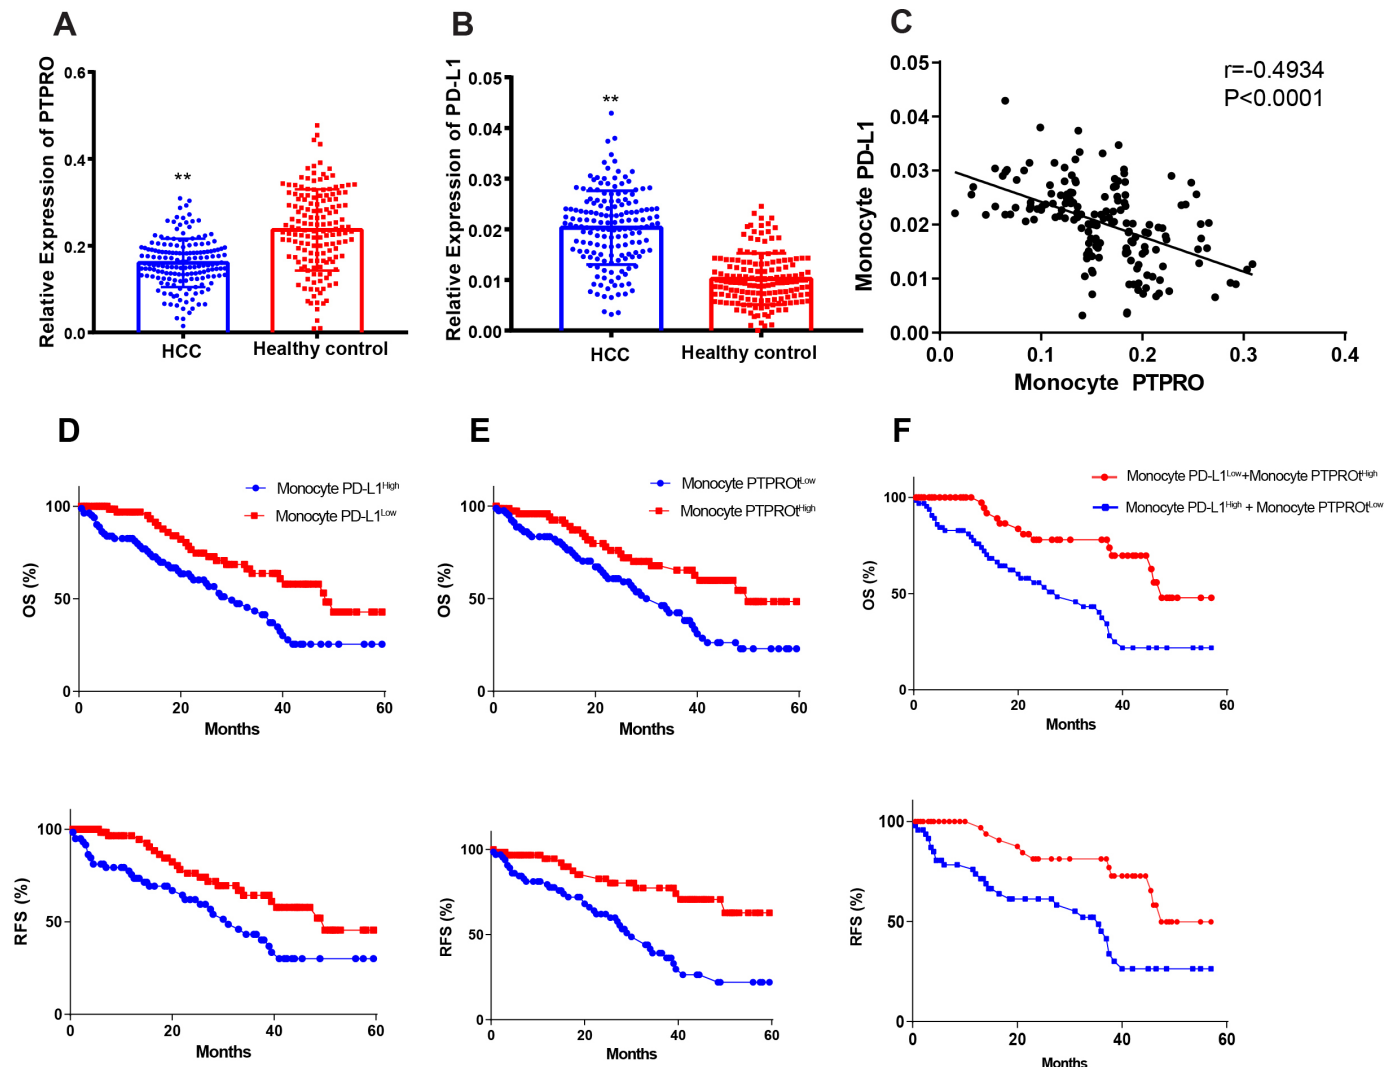 A
B
C
Relative Expression of PTPRO
0.6
0.4
0.2
0.0
**
HCC
Healthy control
Relative Expression of PD-L1
0.05
0.04
0.03
0.02
0.01
0.00
**
HCC
Healthy control
Monocyte PD-L1
0.05
0.04
0.03
0.02
0.01
0.00
r=-0.4934
P<0.0001
0.0
0.1
0.2
0.3
0.4
Monocyte PTPRO
D
E
F
OS (%)
100
50
0
Monocyte PD-L1High
Monocyte PD-L1Low
0
20
40
60
Months
OS (%)
100
50
0
Monocyte PTPROtLow
Monocyte PTPROtHigh
0
20
40
60
Months
OS (%)
100
50
0
Monocyte PD-L1Low+Monocyte PTPROtHigh
Monocyte PD-L1High + Monocyte PTPROtLow
0
20
40
60
Months
RFS (%)
100
50
0
0
20
40
60
Months
RFS (%)
100
50
0
0
20
40
60
Months
RFS (%)
100
50
0
0
20
40
60
Months